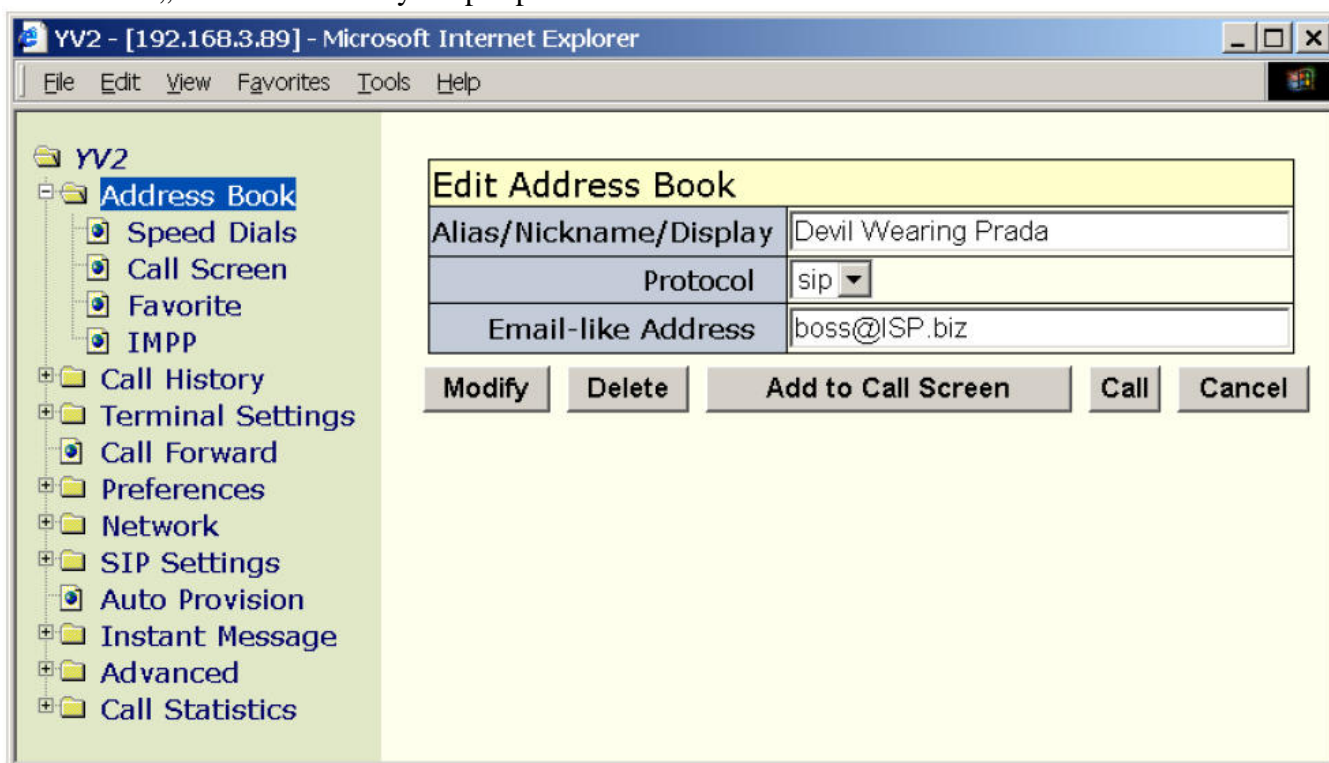 YV2 - [192.168.3.89] - Microsoft Internet Explorer
File Edit View Favorites Tools Help
YV2
Address Book
Speed Dials
Call Screen
Favorite
IMPP
Call History
Terminal Settings
Call Forward
Preferences
Network
SIP Settings
Auto Provision
Instant Message
Advanced
Call Statistics
Edit Address Book
Alias/Nickname/Display Devil Wearing Prada
Protocol sip
Email-like Address boss@ISP.biz
Modify Delete Add to Call Screen Call Cancel